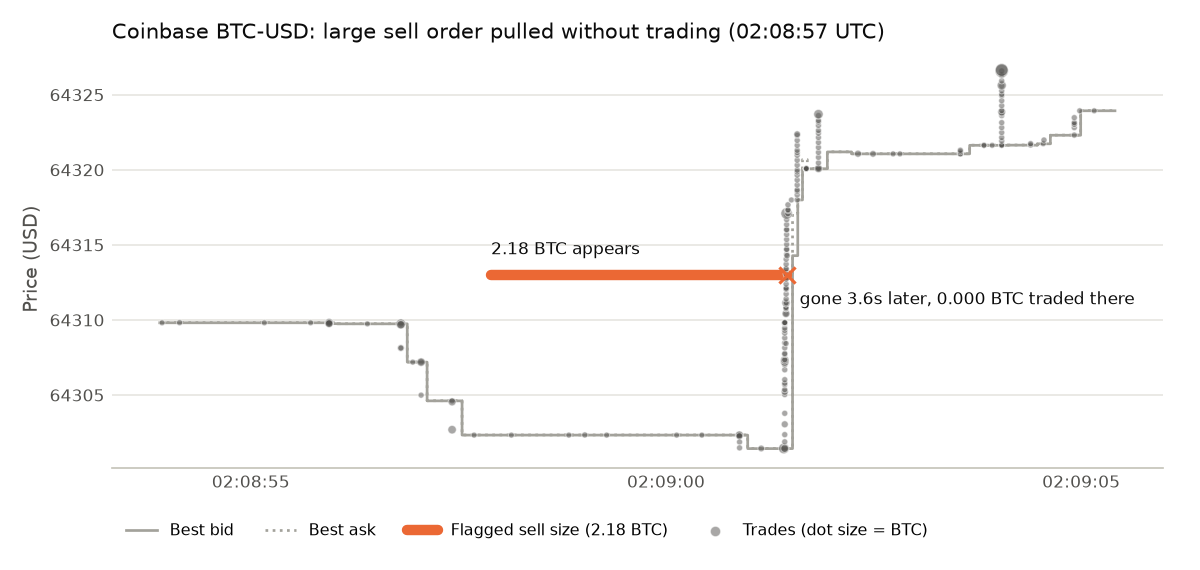 Coinbase BTC-USD: large sell order pulled without trading (02:08:57 UTC)
Price (USD)
64325
64320
64315
64310
64305
2.18 BTC appears
gone 3.6s later, 0.000 BTC traded there
02:08:55
02:09:00
02:09:05
Best bid
Best ask
Flagged sell size (2.18 BTC)
Trades (dot size = BTC)